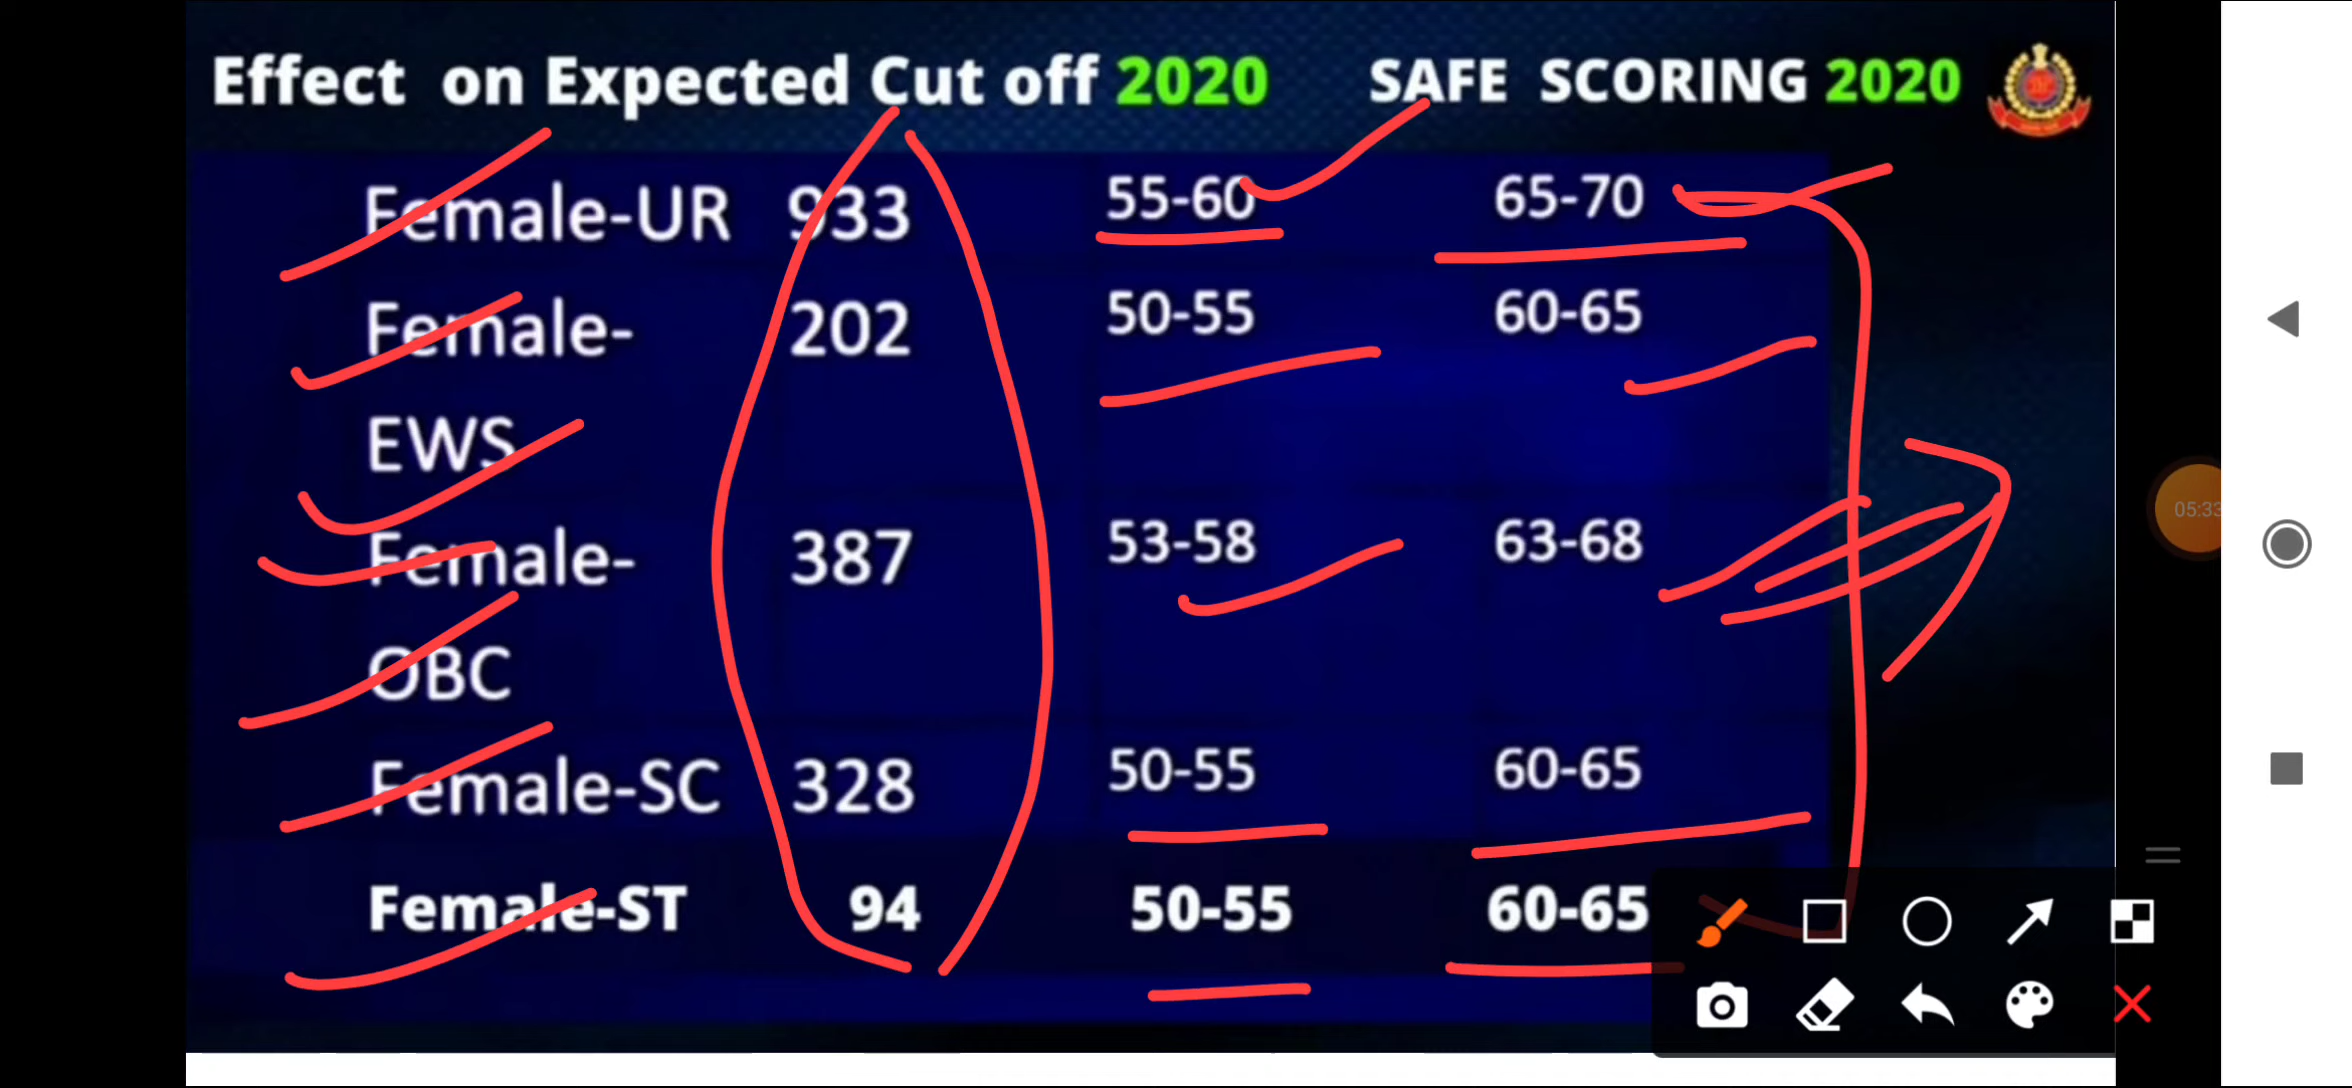 Effect on Expected Cut off 2020 SAFE SCORING 2020
Female-UR 933 55-60 65-70
Female- 202 50-55 60-65
EWS
Female- 387 53-58 63-68
OBC
Female-SC 328 50-55 60-65
Female-ST 94 50-55 60-65
05:33